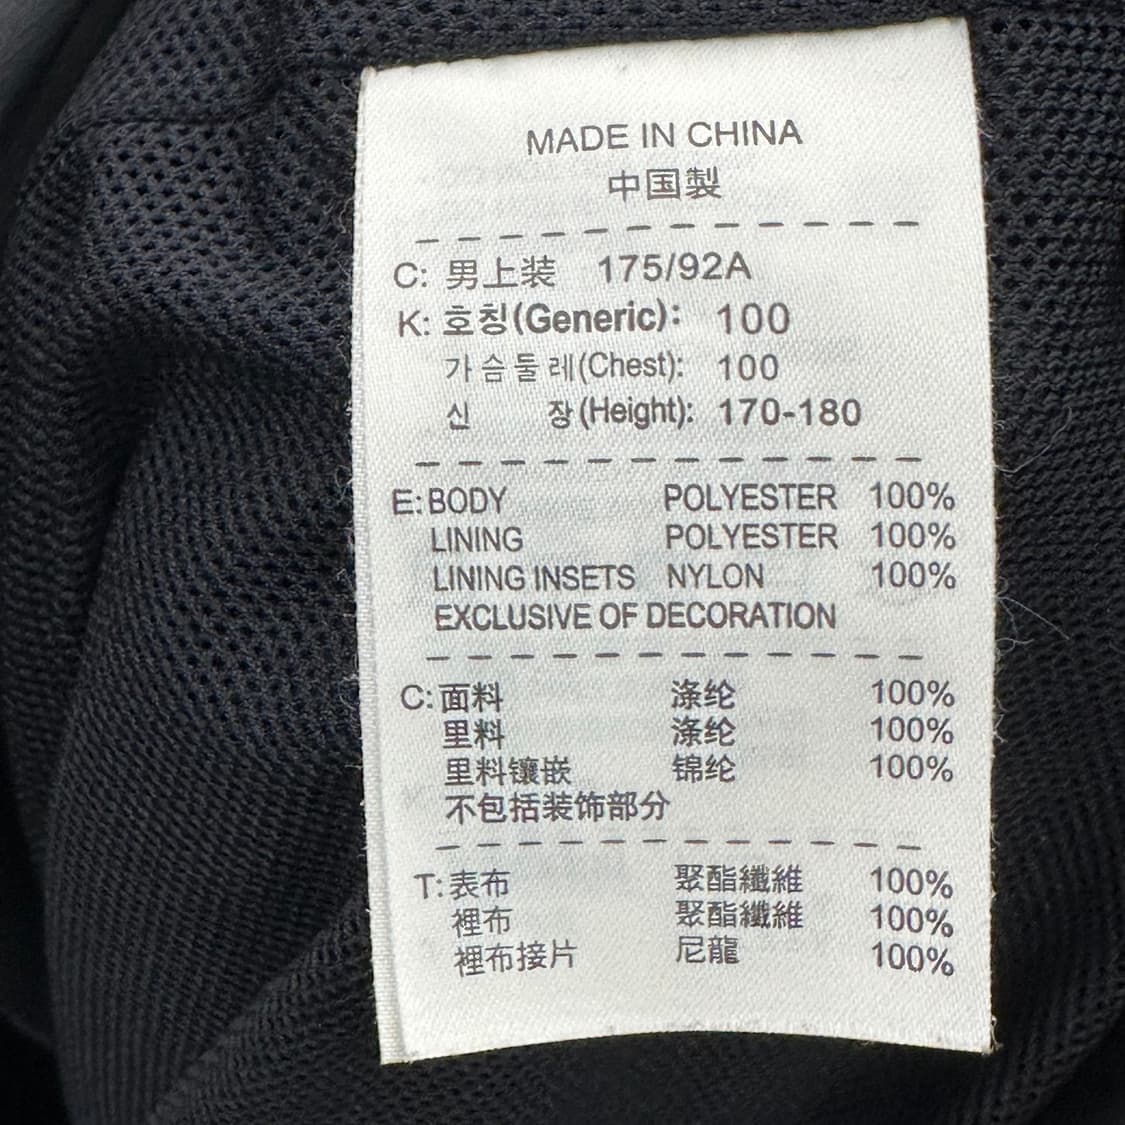 MADE IN CHINA
中国製
C: 男上装 175/92A
K: 호칭(Generic): 100
가슴둘레(Chest): 100
신 장(Height): 170-180
E: BODY POLYESTER 100%
LINING POLYESTER 100%
LINING INSETS NYLON 100%
EXCLUSIVE OF DECORATION
C: 面料 涤纶 100%
里料 涤纶 100%
里料镶嵌 锦纶 100%
不包括装饰部分
T: 表布 聚酯纖維 100%
裡布 聚酯纖維 100%
裡布接片 尼龍 100%